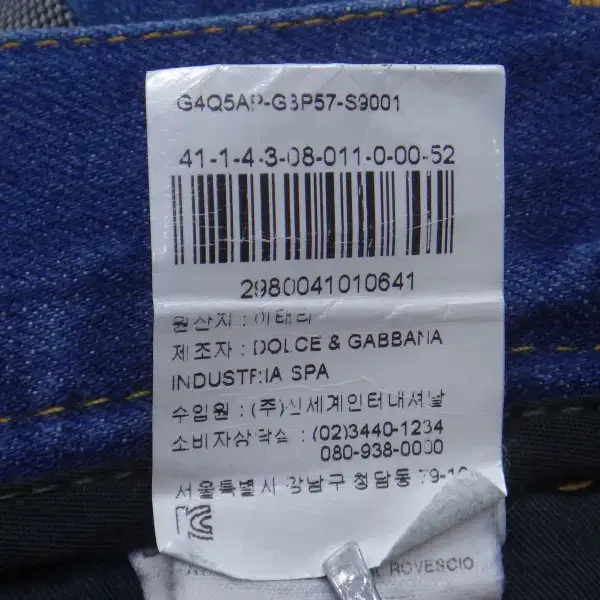 G4Q5AP-G8P57-S9001
41-1-4-3-08-011-0-00-52
2980041010641
원산지 : 이태리
제조자 : DOLCE & GABBANA
INDUSTRIA SPA
수입원 : (주)신세계인터내셔날
소비자상담실 : (02)3440-1234
080-938-0000
서울특별시 강남구 청담동
ROVESCIO